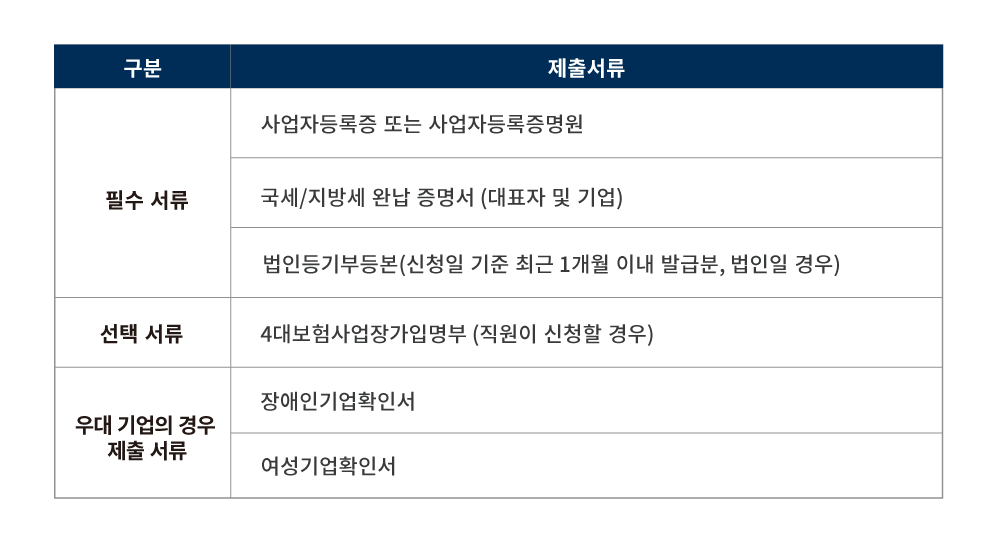 구분
제출서류
필수 서류
사업자등록증 또는 사업자등록증명원
국세/지방세 완납 증명서 (대표자 및 기업)
법인등기부등본(신청일 기준 최근 1개월 이내 발급분, 법인일 경우)
선택 서류
4대보험사업장가입명부 (직원이 신청할 경우)
우대 기업의 경우
제출 서류
장애인기업확인서
여성기업확인서